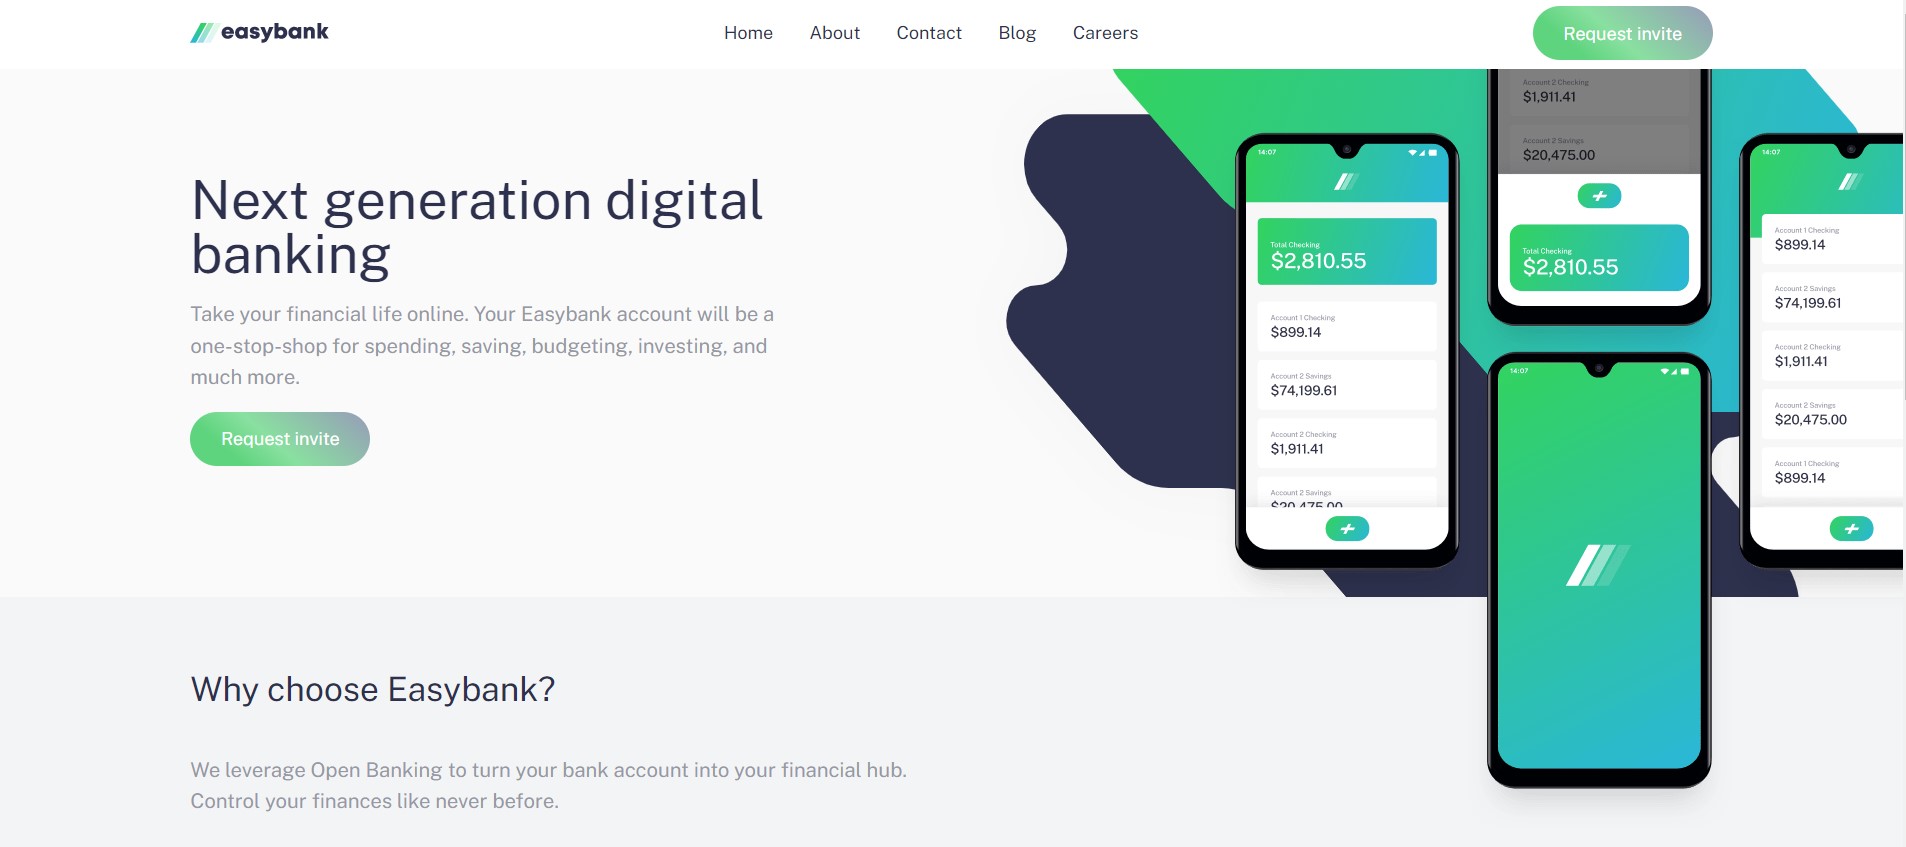 easybank
Home
About
Contact
Blog
Careers
Request invite
Next generation digital
banking
Take your financial life online. Your Easybank account will be a
one-stop-shop for spending, saving, budgeting, investing, and
much more.
Request invite
14:07
Total Checking
$2,810.55
Account 1 Checking
$899.14
Account 2 Savings
$74,199.61
Account 2 Checking
$1,911.41
Account 2 Savings
$20,475.00
Account 2 Checking
$1,911.41
Account 2 Savings
$20,475.00
Total Checking
$2,810.55
14:07
14:07
Account 1 Checking
$899.14
Account 2 Savings
$74,199.61
Account 2 Checking
$1,911.41
Account 2 Savings
$20,475.00
Account 1 Checking
$899.14
Why choose Easybank?
We leverage Open Banking to turn your bank account into your financial hub.
Control your finances like never before.